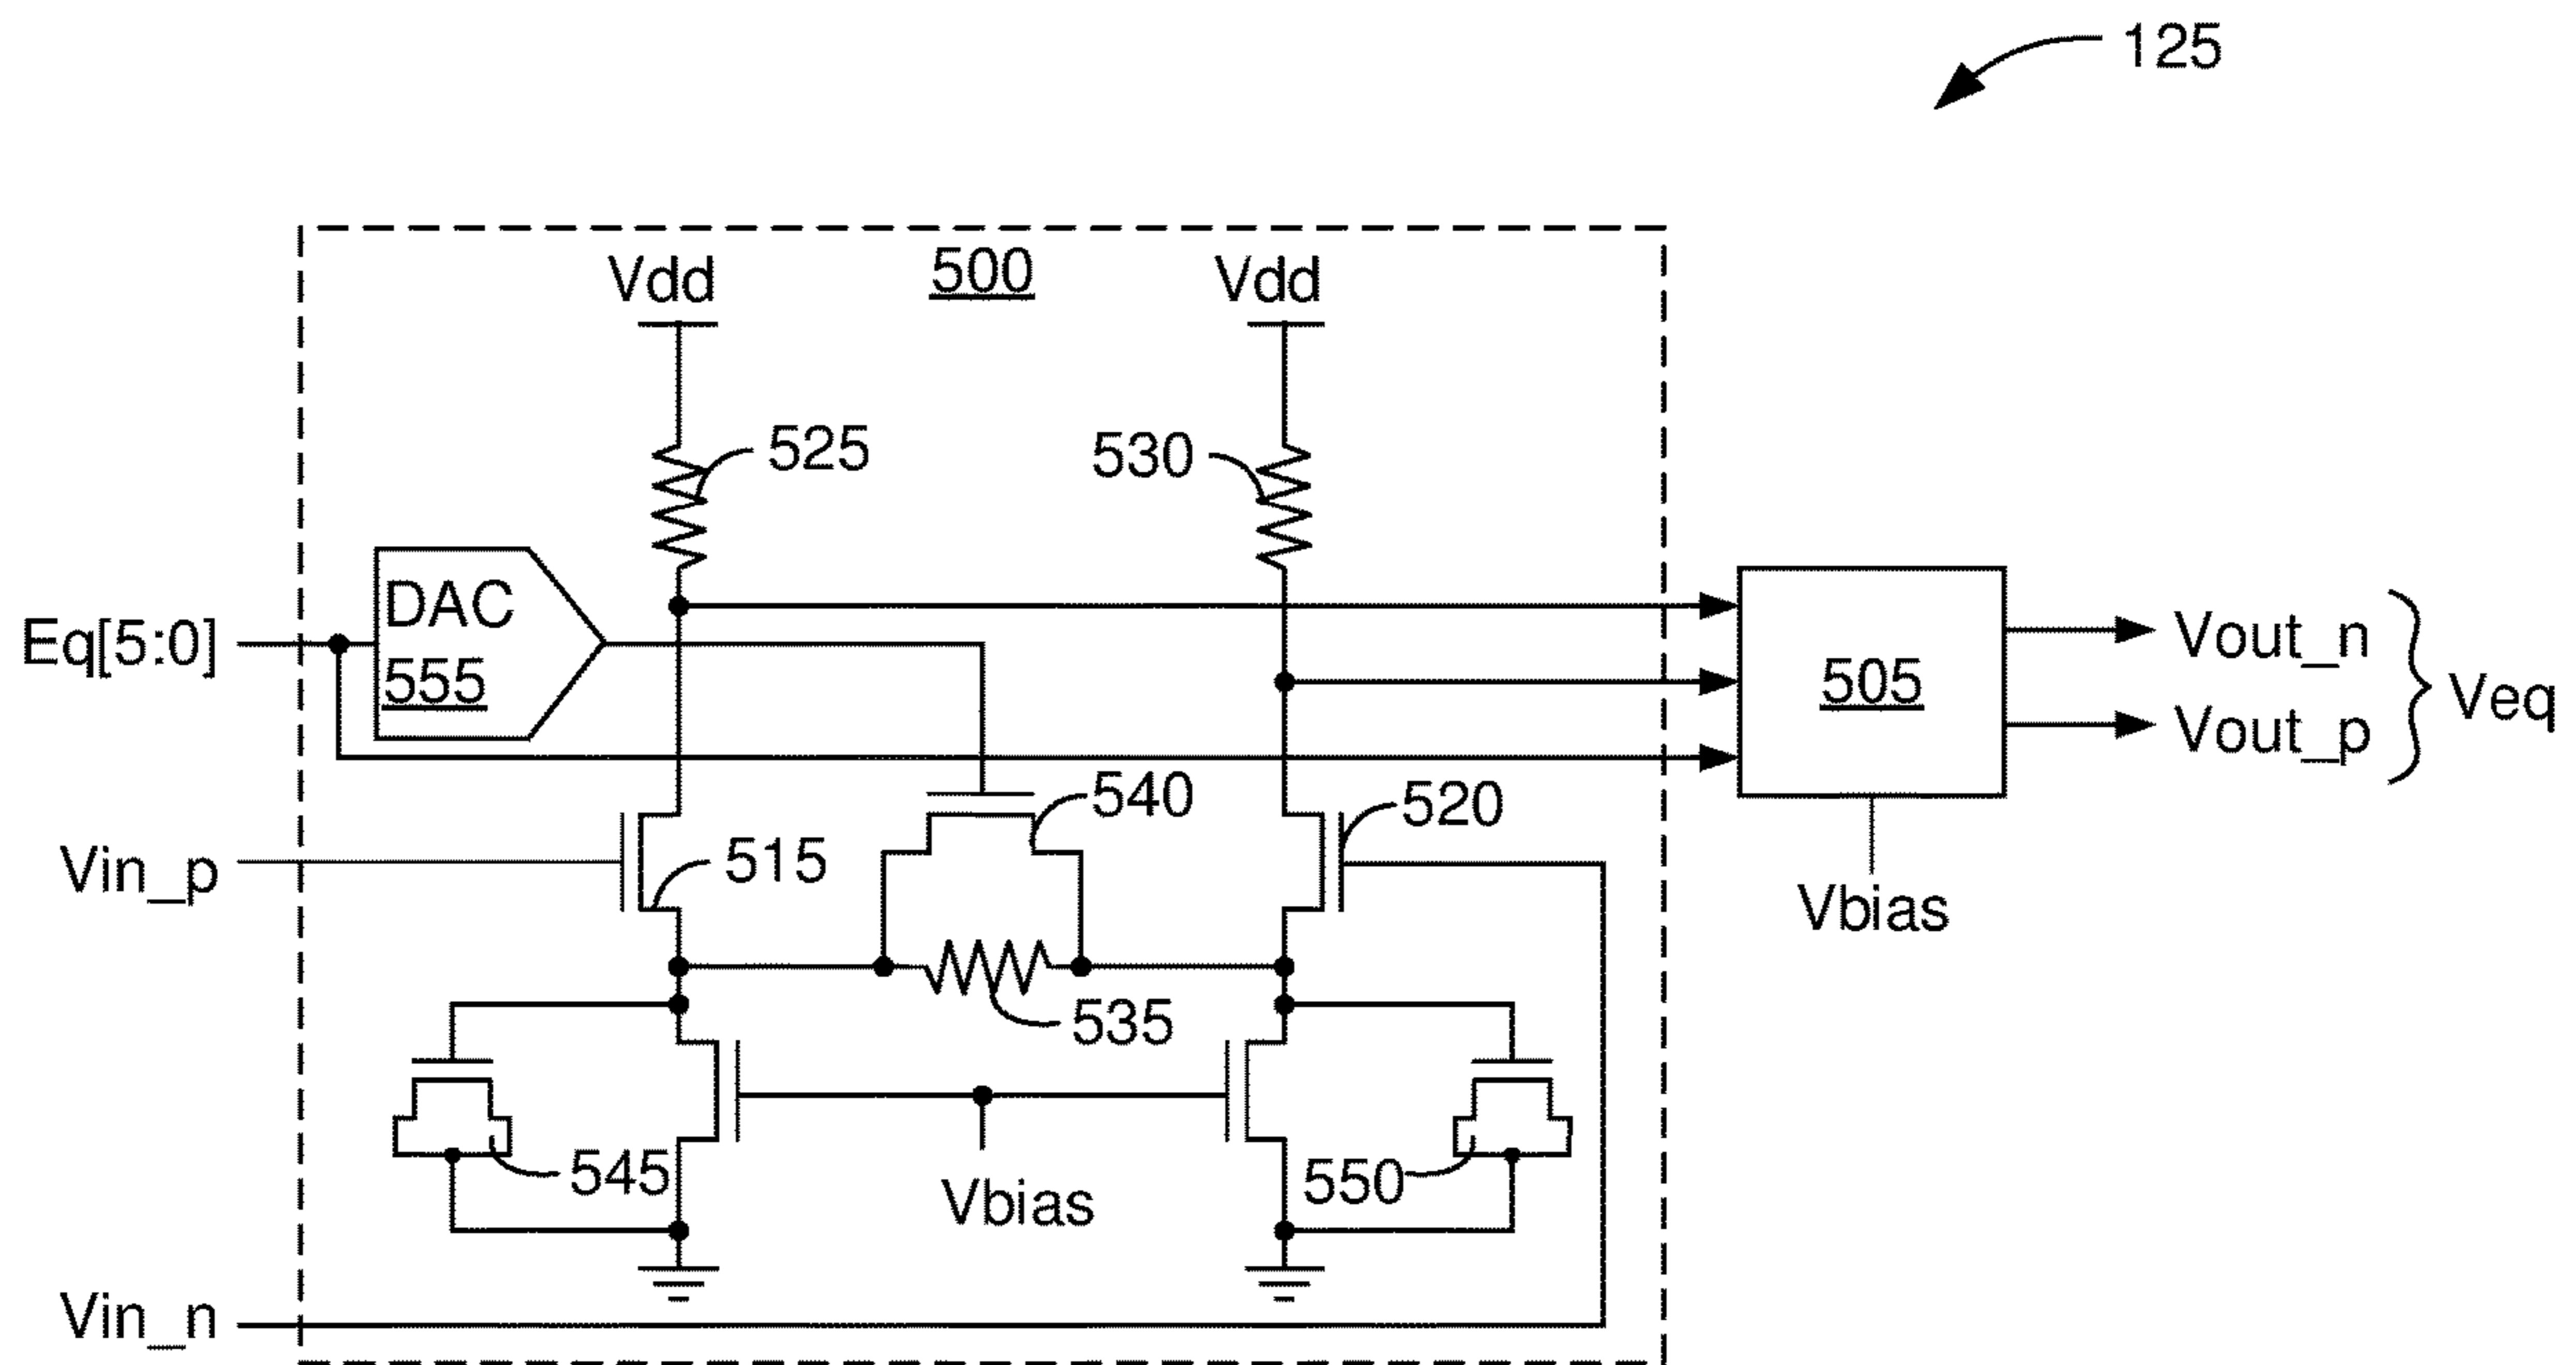 125
Vdd
500
Vdd
525
530
DAC
555
Eq[5:0]
505
Vout_n
Vout_p
Veq
540
520
Vin_p
515
Vbias
535
545
Vbias
550
Vin_n